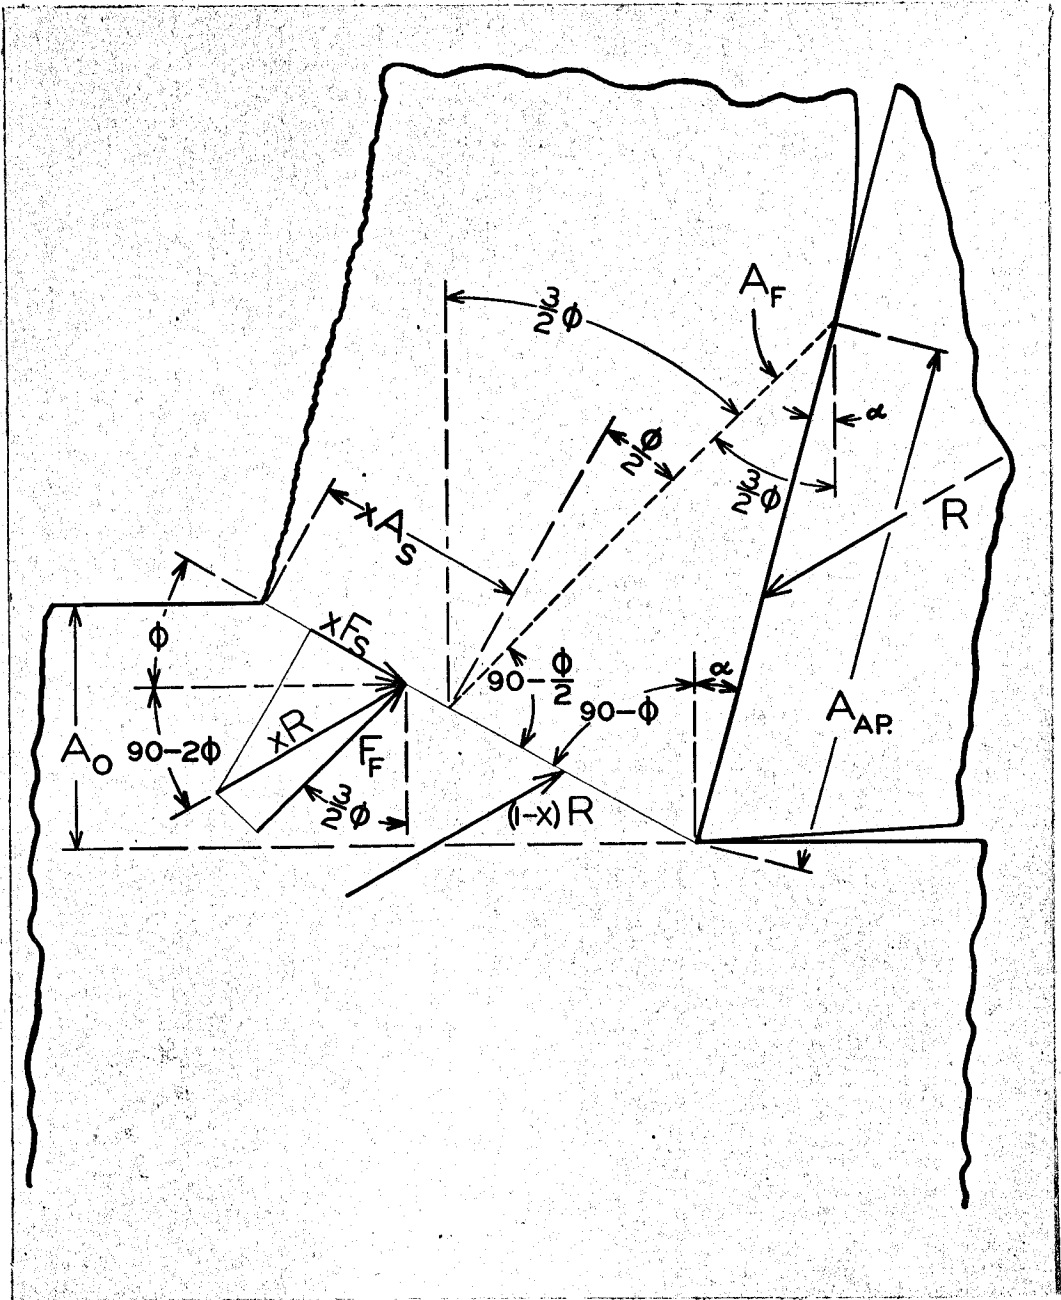 A_F
3/2 ϕ
α
ϕ/2
3/2 ϕ
xA_S
R
ϕ
xF_S
90-ϕ/2
α
90-ϕ
A_AP.
A_O
90-2ϕ
xR
F_F
3/2 ϕ
(1-x)R